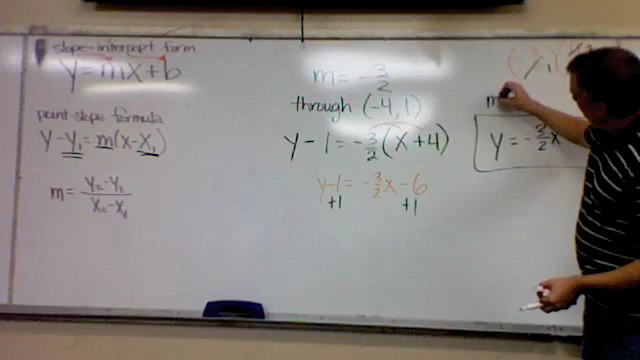 slope-intercept form
y = mx + b
point-slope formula
y - y₁ = m(x - x₁)
m = y₂ - y₁ / x₂ - x₁
m = -3/2
through (-4, 1)
y - 1 = -3/2(x + 4)
y - 1 = -3/2x - 6
+1 +1
m
y = -3/2x